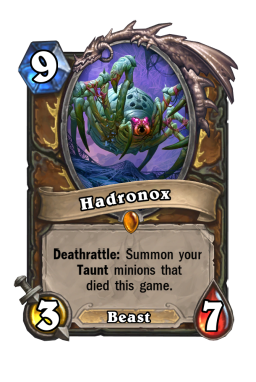 9
Hadronox
Deathrattle: Summon your
Taunt minions that
died this game.
3
Beast
7